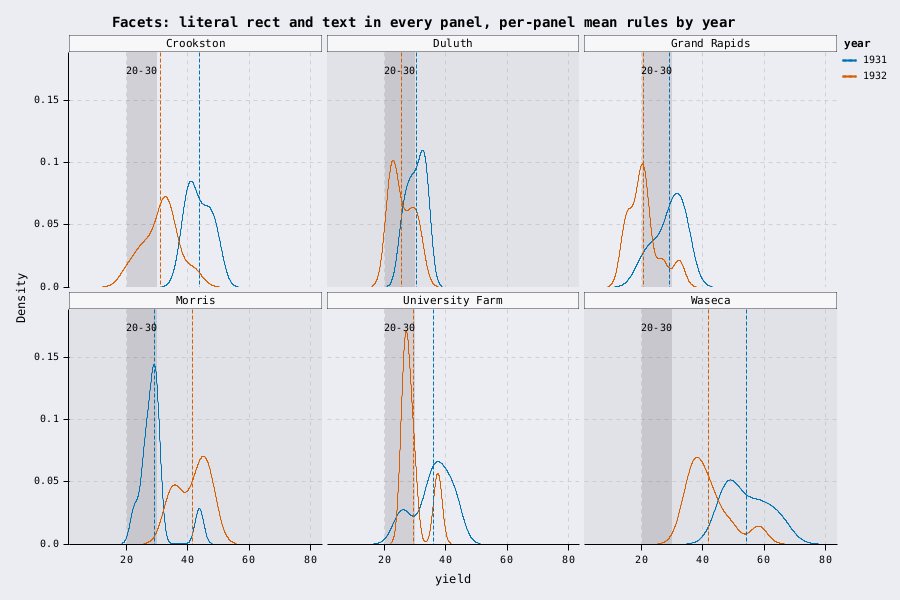 Facets: literal rect and text in every panel, per-panel mean rules by year
Crookston Duluth Grand Rapids
year
1931
1932
20-30 20-30 20-30
0.15
0.1
0.05
0.0
Density
Morris University Farm Waseca
20-30 20-30 20-30
0.15
0.1
0.05
0.0
20 40 60 80 20 40 60 80 20 40 60 80
yield